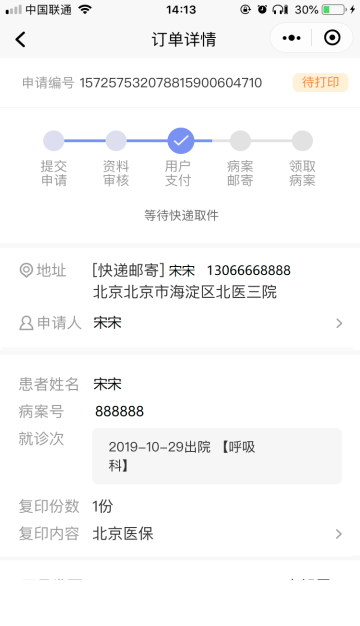 中国联通 14:13 30%
订单详情
申请编号 157257532078815900604710 待打印
提交申请 资料审核 用户支付 病案邮寄 领取病案
等待快递取件
地址 [快递邮寄] 宋宋 13066668888
北京北京市海淀区北医三院
申请人 宋宋
患者姓名 宋宋
病案号 888888
就诊次 2019-10-29出院 【呼吸
科】
复印份数 1份
复印内容 北京医保